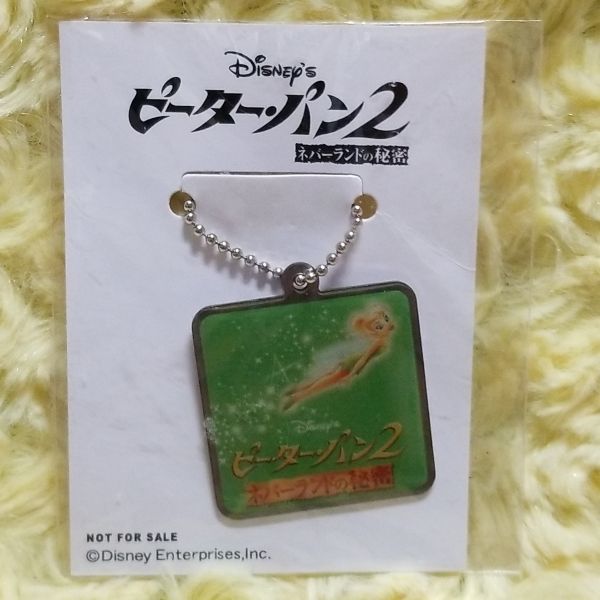 DISNEY'S
ピーター・パン2
ネバーランドの秘密
DISNEY'S
ピーター・パン2
ネバーランドの秘密
NOT FOR SALE
©Disney Enterprises,Inc.